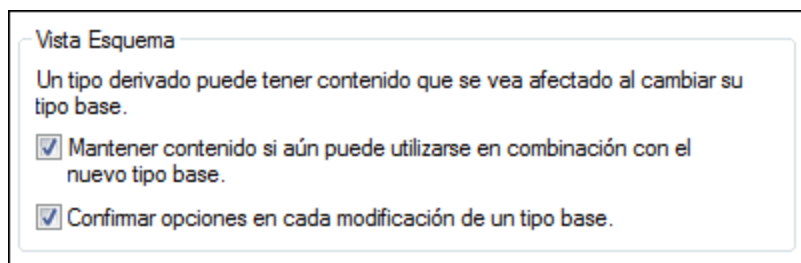 Vista Esquema
Un tipo derivado puede tener contenido que se vea afectado al cambiar su
tipo base.
Mantener contenido si aún puede utilizarse en combinación con el
nuevo tipo base.
Confirmar opciones en cada modificación de un tipo base.